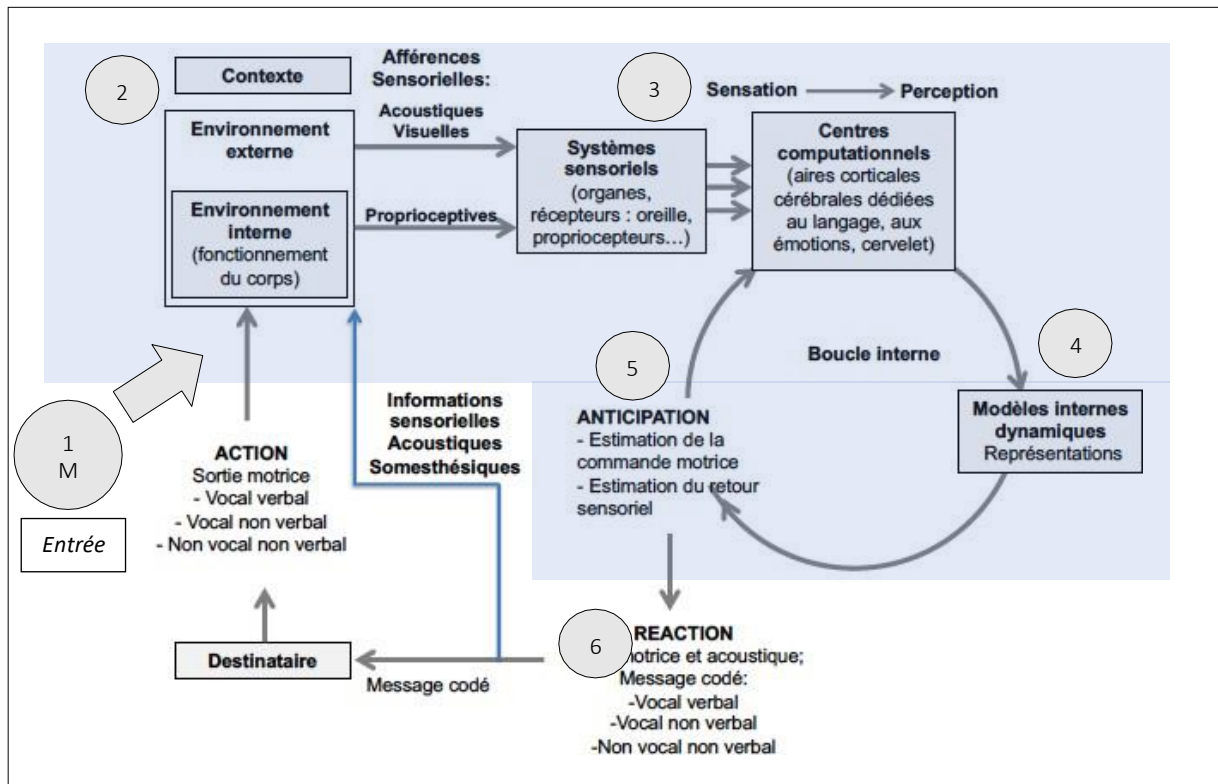 2
Contexte
Environnement
externe
Environnement
interne
(fonctionnement
du corps)
Afférences
Sensorielles:
Acoustiques
Visuelles
Proprioceptives
3
Systèmes
sensoriels
(organes,
récepteurs : oreille,
propriocepteurs…)
Sensation
Perception
Centres
computationnels
(aires corticales
cérébrales dédiées
au langage, aux
émotions, cervelet)
Boucle interne
4
Modèles internes
dynamiques
Représentations
5
ANTICIPATION
- Estimation de la
commande motrice
- Estimation du retour
sensoriel
1
M
Entrée
ACTION
Sortie motrice
- Vocal verbal
- Vocal non verbal
- Non vocal non verbal
Informations
sensorielles
Acoustiques
Somesthésiques
6
REACTION
motrice et acoustique;
Message codé:
-Vocal verbal
-Vocal non verbal
-Non vocal non verbal
Destinataire
Message codé